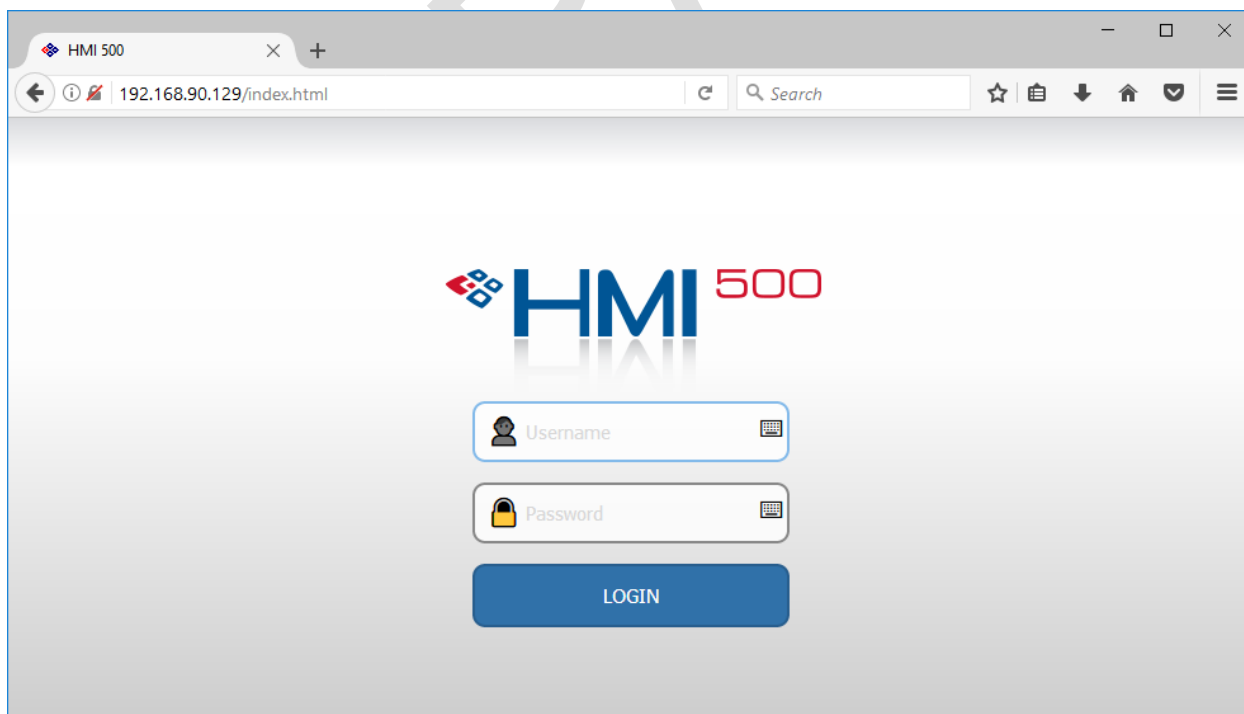 HMI 500
192.168.90.129/index.html
Search
HMI 500
Username
Password
LOGIN